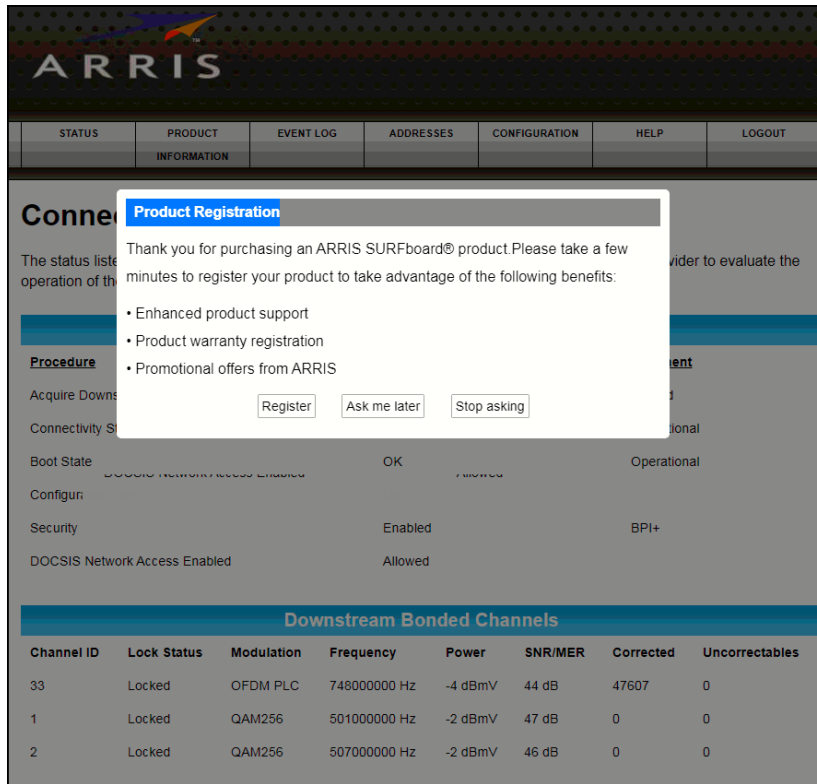 ARRIS
STATUS PRODUCT INFORMATION EVENT LOG ADDRESSES CONFIGURATION HELP LOGOUT
Conne
Product Registration
The status liste
Thank you for purchasing an ARRIS SURFboard® product.Please take a few
vider to evaluate the
operation of th
minutes to register your product to take advantage of the following benefits:
• Enhanced product support
• Product warranty registration
• Promotional offers from ARRIS
Register Ask me later Stop asking
Procedure
Acquire Downs
Connectivity S
Boot State OK Operational
DOCSIS Network Access Enabled Allowed
Configura
Security Enabled BPI+
DOCSIS Network Access Enabled Allowed
Downstream Bonded Channels
Channel ID Lock Status Modulation Frequency Power SNR/MER Corrected Uncorrectables
33 Locked OFDM PLC 748000000 Hz -4 dBmV 44 dB 47607 0
1 Locked QAM256 501000000 Hz -2 dBmV 47 dB 0 0
2 Locked QAM256 507000000 Hz -2 dBmV 46 dB 0 0